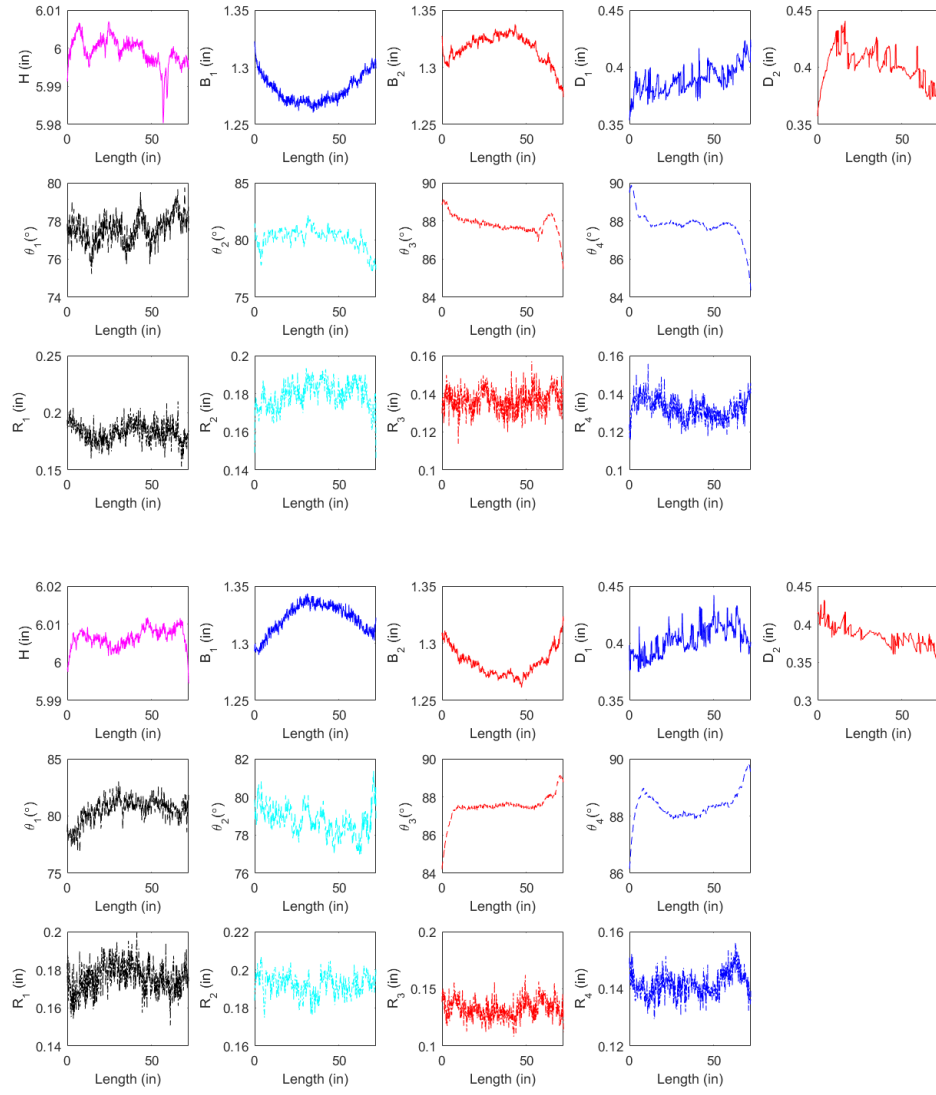 6.01
6
5.99
5.98
H (in)
0 50
Length (in)
1.35
1.3
1.25
B₁ (in)
0 50
Length (in)
1.35
1.3
1.25
B₂ (in)
0 50
Length (in)
0.45
0.4
0.35
D₁ (in)
0 50
Length (in)
0.45
0.4
0.35
D₂ (in)
0 50
Length (in)
80
78
76
74
θ₁(°)
0 50
Length (in)
85
80
75
θ₂(°)
0 50
Length (in)
90
88
86
84
θ₃(°)
0 50
Length (in)
90
88
86
84
θ₄(°)
0 50
Length (in)
0.25
0.2
0.15
R₁ (in)
0 50
Length (in)
0.2
0.18
0.16
0.14
R₂ (in)
0 50
Length (in)
0.16
0.14
0.12
0.1
R₃ (in)
0 50
Length (in)
0.16
0.14
0.12
0.1
R₄ (in)
0 50
Length (in)
6.02
6.01
6
5.99
H (in)
0 50
Length (in)
1.35
1.3
1.25
B₁ (in)
0 50
Length (in)
1.35
1.3
1.25
B₂ (in)
0 50
Length (in)
0.45
0.4
0.35
D₁ (in)
0 50
Length (in)
0.45
0.4
0.35
0.3
D₂ (in)
0 50
Length (in)
85
80
75
θ₁(°)
0 50
Length (in)
82
80
78
76
θ₂(°)
0 50
Length (in)
90
88
86
84
θ₃(°)
0 50
Length (in)
90
88
86
θ₄(°)
0 50
Length (in)
0.2
0.18
0.16
0.14
R₁ (in)
0 50
Length (in)
0.22
0.2
0.18
0.16
R₂ (in)
0 50
Length (in)
0.2
0.15
0.1
R₃ (in)
0 50
Length (in)
0.16
0.14
0.12
R₄ (in)
0 50
Length (in)